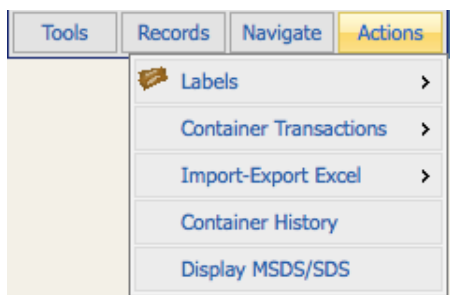 Tools Records Navigate Actions
Labels
Container Transactions
Import-Export Excel
Container History
Display MSDS/SDS